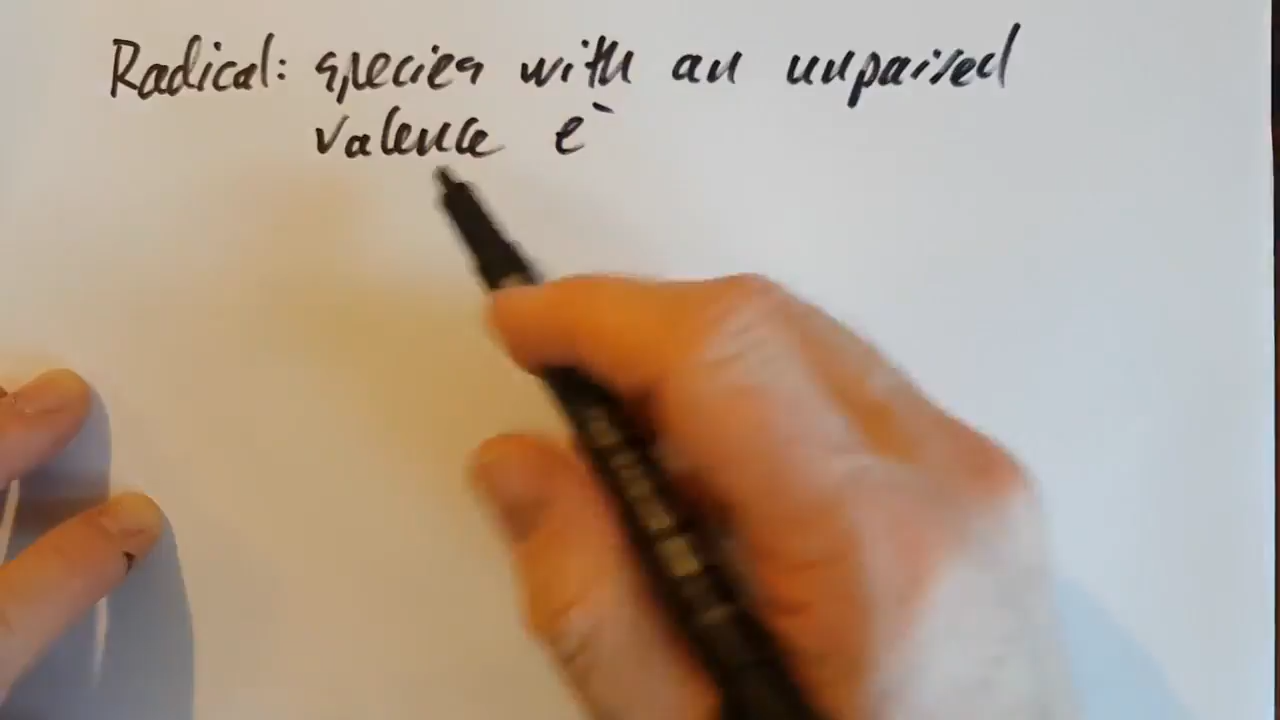 Radical: species with an unpaired
valence e⁻